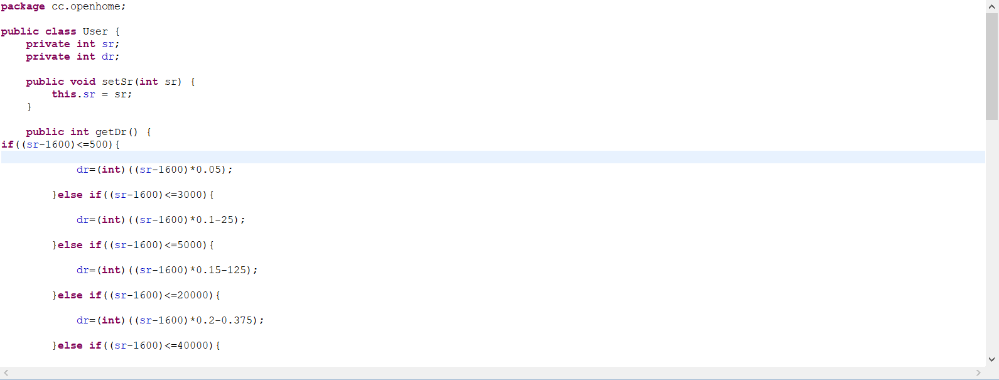 package cc.openhome;
public class User {
private int sr;
private int dr;
public void setSr(int sr) {
this.sr = sr;
}
public int getDr() {
if((sr-1600)<=500){
dr=(int)((sr-1600)*0.05);
}else if((sr-1600)<=3000){
dr=(int)((sr-1600)*0.1-25);
}else if((sr-1600)<=5000){
dr=(int)((sr-1600)*0.15-125);
}else if((sr-1600)<=20000){
dr=(int)((sr-1600)*0.2-0.375);
}else if((sr-1600)<=40000){